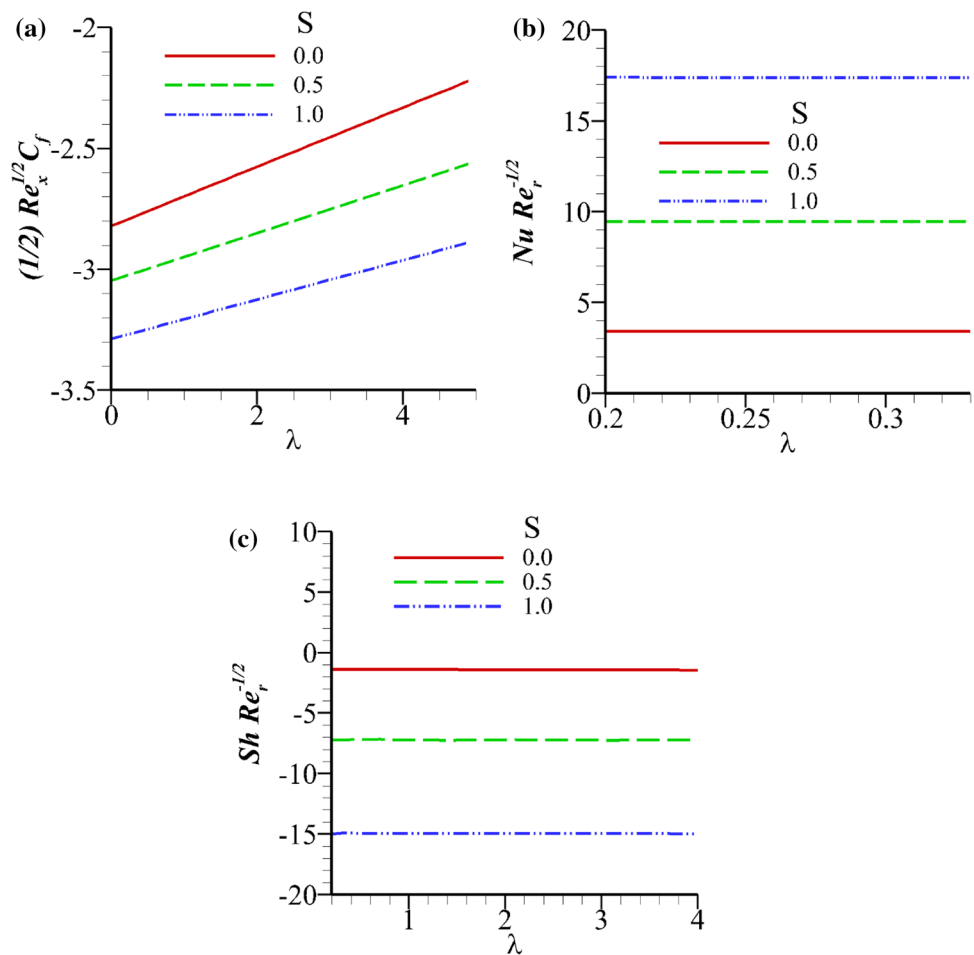 (a)
S
0.0
0.5
1.0
-2
-2.5
-3
-3.5
(1/2) Re_x^{1/2} C_f
0 2 4
λ
(b)
S
0.0
0.5
1.0
20
15
10
5
0
Nu Re_r^{-1/2}
0.2 0.25 0.3
λ
(c)
S
0.0
0.5
1.0
10
5
0
-5
-10
-15
-20
Sh Re_r^{-1/2}
1 2 3 4
λ